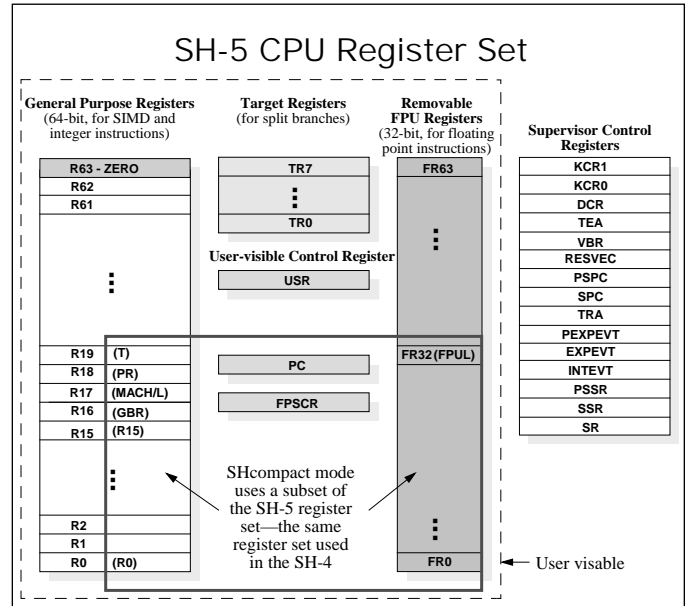 SH-5 CPU Register Set
General Purpose Registers
(64-bit, for SIMD and
integer instructions)
R63 - ZERO
R62
R61
R19 (T)
R18 (PR)
R17 (MACH/L)
R16 (GBR)
R15 (R15)
R2
R1
R0 (R0)
Target Registers
(for split branches)
TR7
TR0
User-visible Control Register
USR
PC
FPSCR
SHcompact mode
uses a subset of
the SH-5 register
set—the same
register set used
in the SH-4
Removable
FPU Registers
(32-bit, for floating
point instructions)
FR63
FR32(FPUL)
FR0
User visable
Supervisor Control
Registers
KCR1
KCR0
DCR
TEA
VBR
RESVEC
PSPC
SPC
TRA
PEXPEVT
EXPEVT
INTEVT
PSSR
SSR
SR